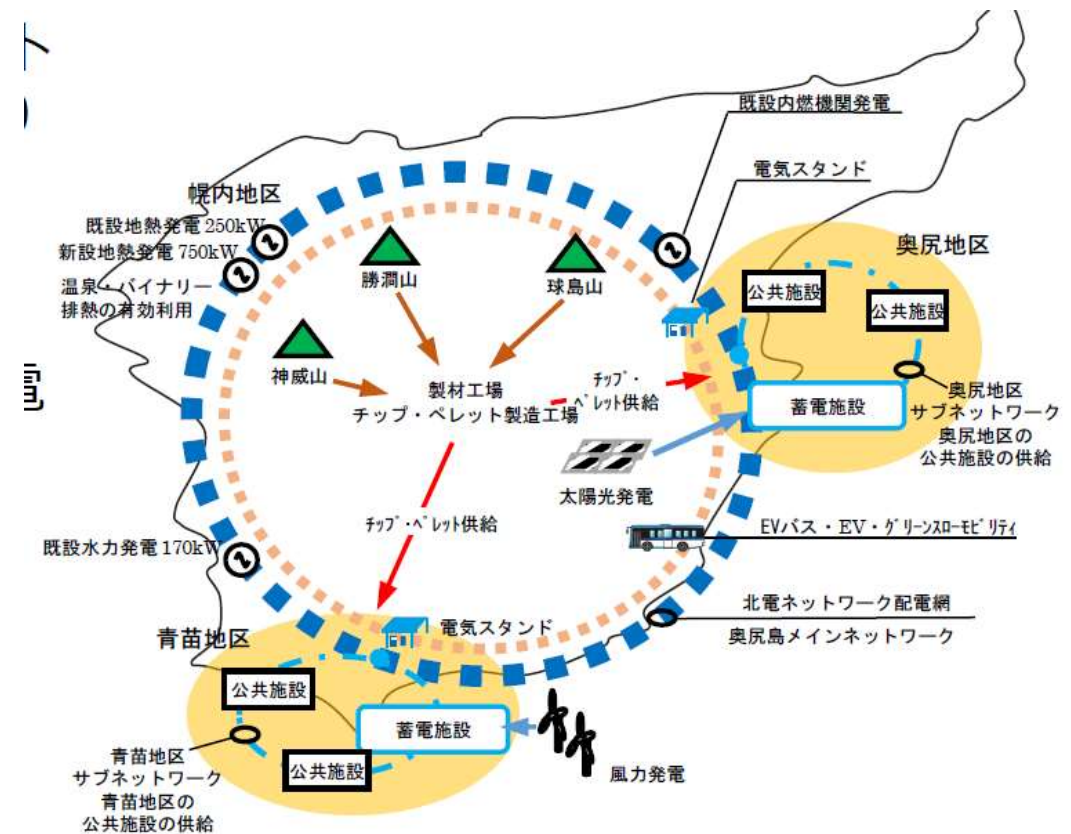 ト
電
既設内燃機関発電
電気スタンド
幌内地区
既設地熱発電 250kW
新設地熱発電 750kW
温泉・バイナリー
排熱の有効利用
勝澗山
球島山
神威山
奥尻地区
公共施設
公共施設
製材工場
チップ・ペレット製造工場
チップ・
ペレット供給
蓄電施設
奥尻地区
サブネットワーク
奥尻地区の
公共施設の供給
太陽光発電
チップ・ペレット供給
EVバス・EV・グリーンスローモビリティ
既設水力発電 170kW
北電ネットワーク配電網
奥尻島メインネットワーク
青苗地区
電気スタンド
公共施設
蓄電施設
公共施設
風力発電
青苗地区
サブネットワーク
青苗地区の
公共施設の供給